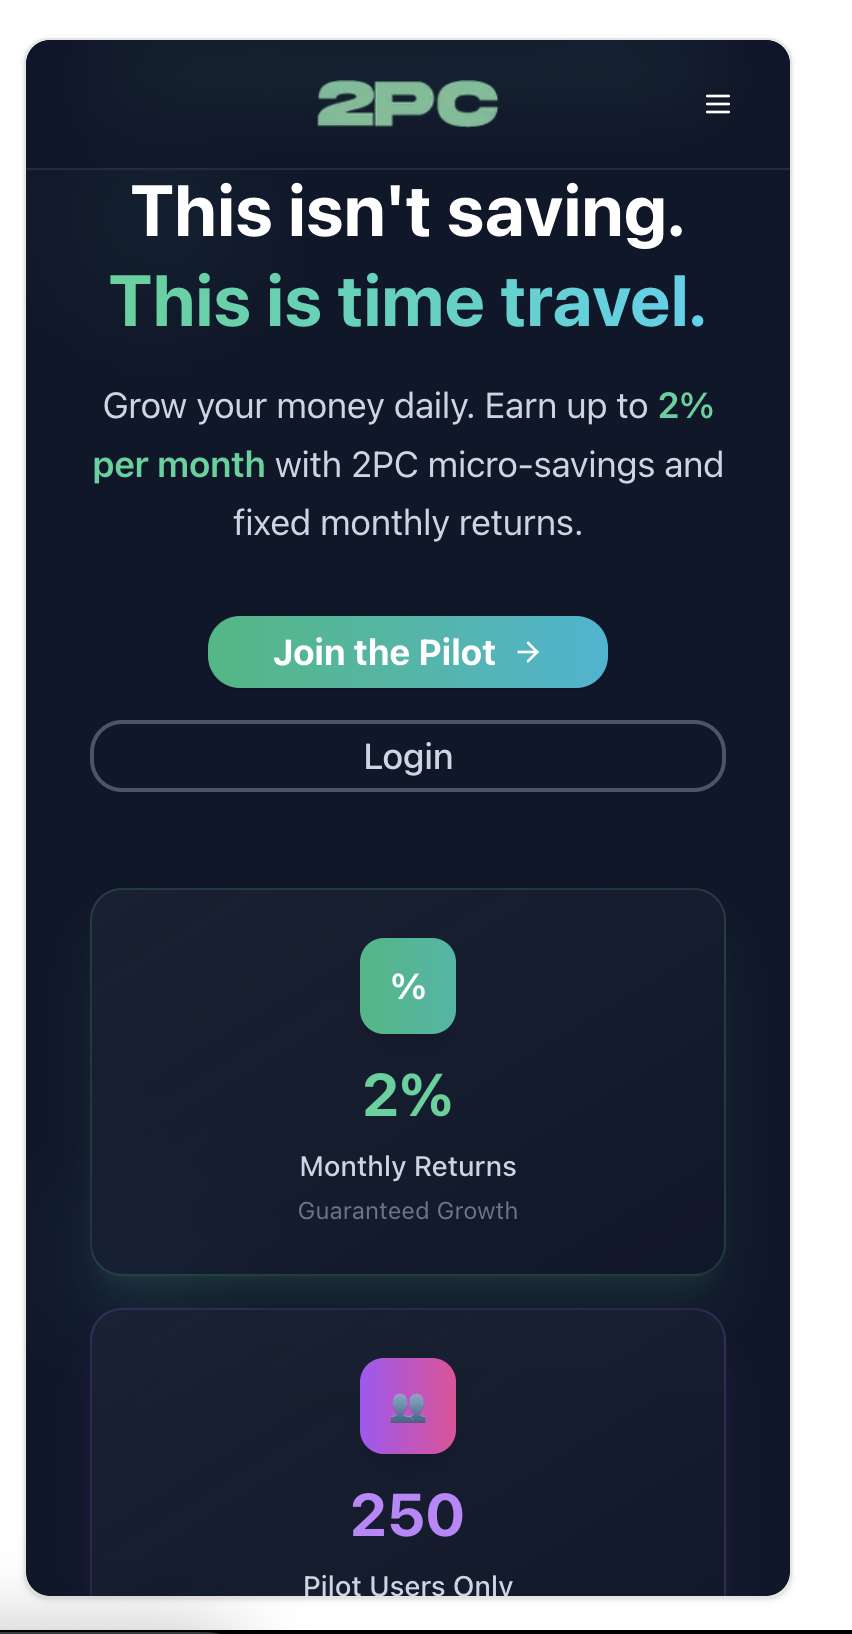 2PC
This isn't saving.
This is time travel.
Grow your money daily. Earn up to 2%
per month with 2PC micro-savings and
fixed monthly returns.
Join the Pilot →
Login
%
2%
Monthly Returns
Guaranteed Growth
250
Pilot Users Only